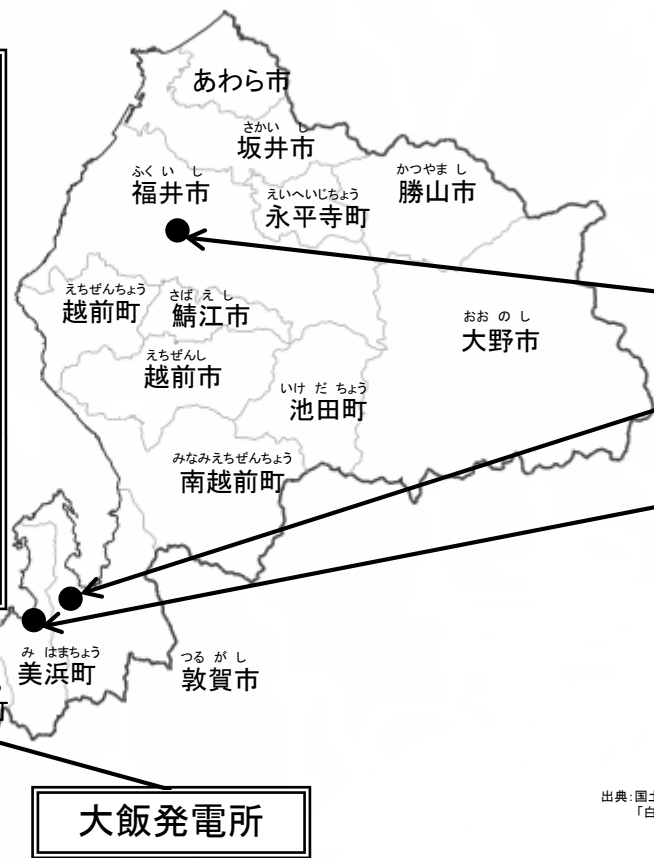 あわら市
さかい し
坂井市
ふく い し
福井市
えいへいじちょう
永平寺町
かつやま し
勝山市
えちぜんちょう
越前町
さば え し
鯖江市
おお の し
大野市
えちぜんし
越前市
いけ だ ちょう
池田町
みなみえちぜんちょう
南越前町
み はまちょう
美浜町
つる が し
敦賀市
町
大飯発電所
出典:国土
「白